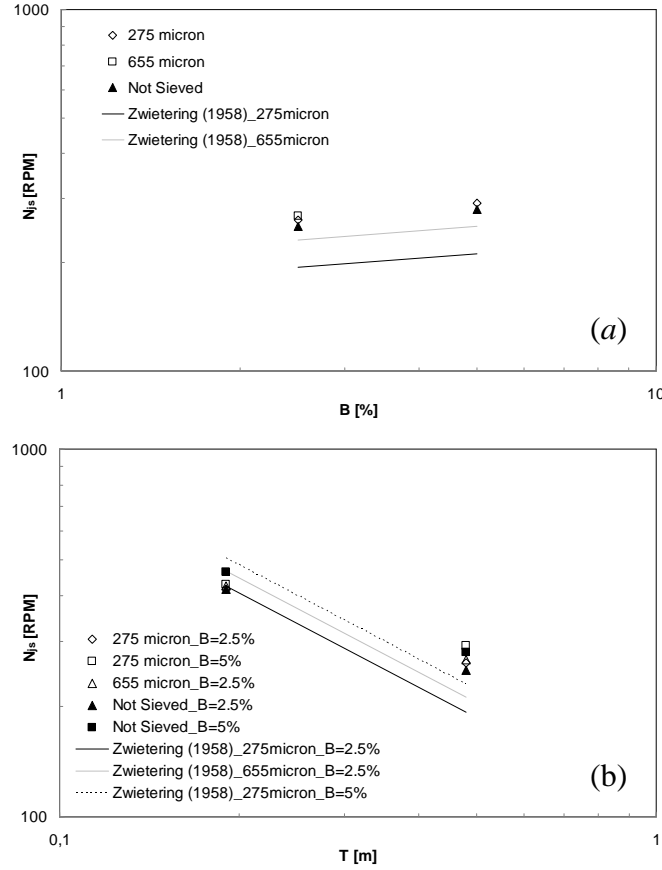 1000
275 micron
655 micron
Not Sieved
Zwietering (1958)_275micron
Zwietering (1958)_655micron
Njs [RPM]
(a)
100
1
10
B [%]
1000
Njs [RPM]
275 micron_B=2.5%
275 micron_B=5%
655 micron_B=2.5%
Not Sieved_B=2.5%
Not Sieved_B=5%
Zwietering (1958)_275micron_B=2.5%
Zwietering (1958)_655micron_B=2.5%
Zwietering (1958)_275micron_B=5%
(b)
100
0,1
1
T [m]